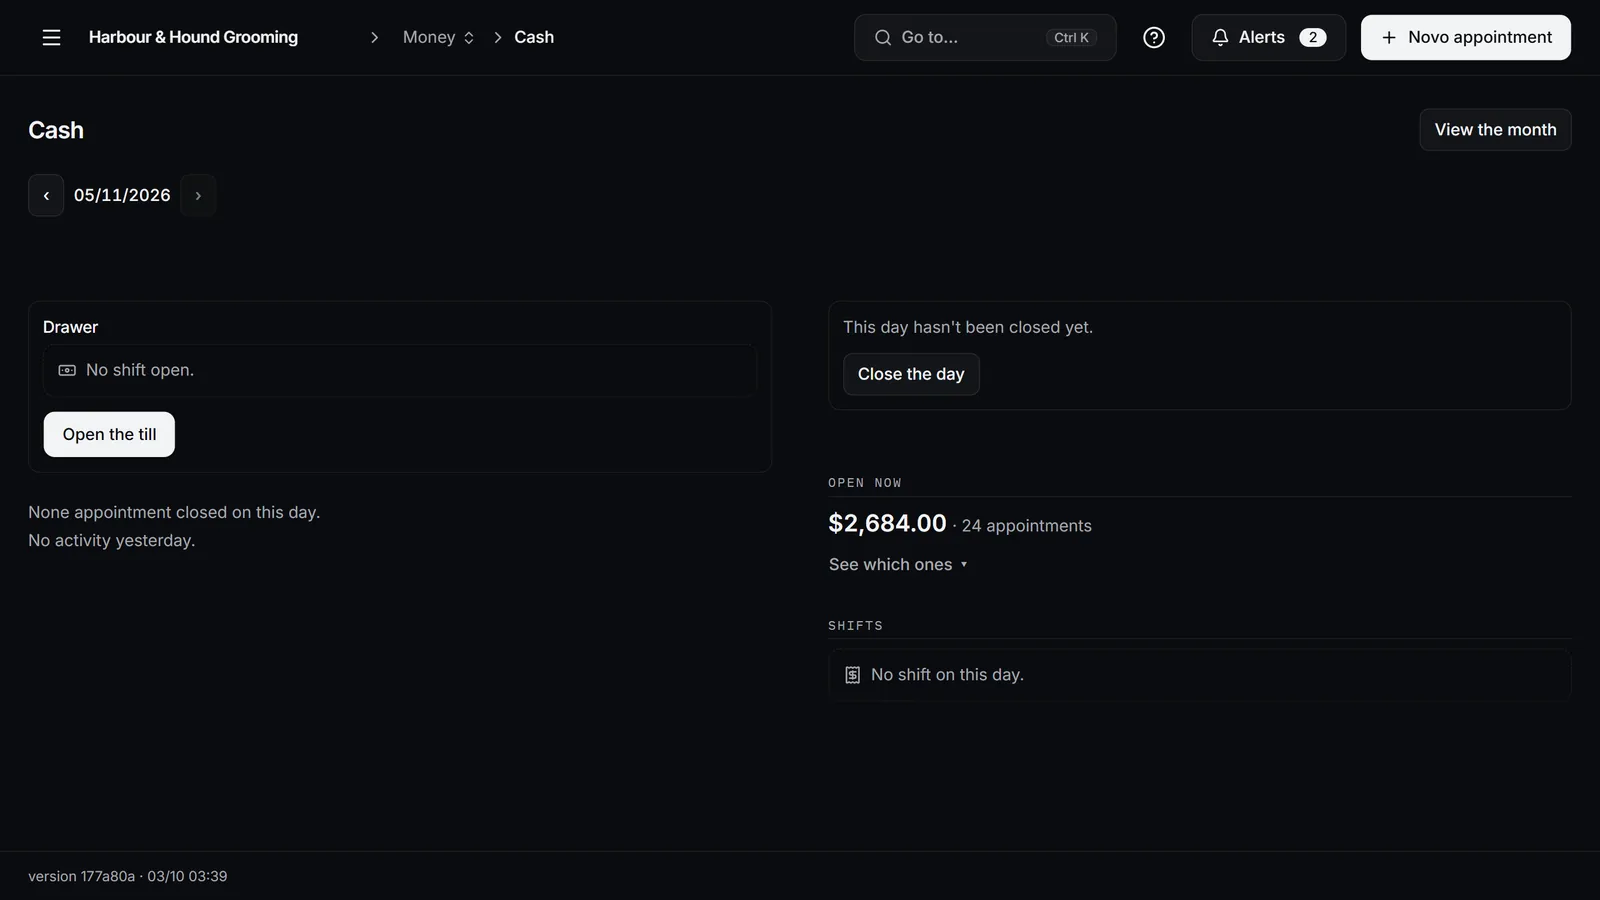 Harbour & Hound Grooming
Money
Cash
Go to...
Ctrl K
Alerts
2
Novo appointment
Cash
View the month
05/11/2026
Drawer
No shift open.
Open the till
None appointment closed on this day.
No activity yesterday.
This day hasn't been closed yet.
Close the day
OPEN NOW
$2,684.00 · 24 appointments
See which ones
SHIFTS
No shift on this day.
version 177a80a · 03/10 03:39